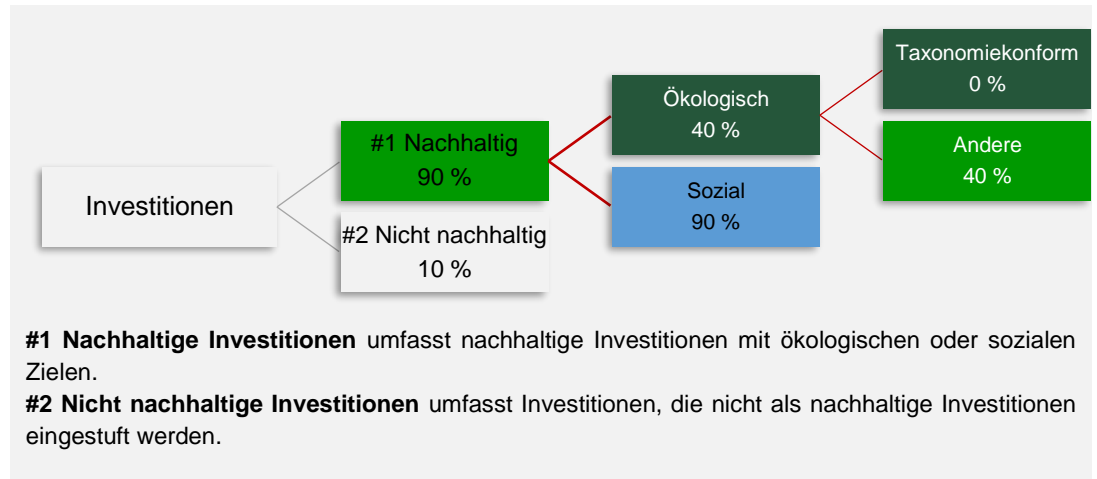 Taxonomiekonform
0 %
Ökologisch
40 %
#1 Nachhaltig
90 %
Andere
40 %
Investitionen
Sozial
90 %
#2 Nicht nachhaltig
10 %
#1 Nachhaltige Investitionen umfasst nachhaltige Investitionen mit ökologischen oder sozialen
Zielen.
#2 Nicht nachhaltige Investitionen umfasst Investitionen, die nicht als nachhaltige Investitionen
eingestuft werden.